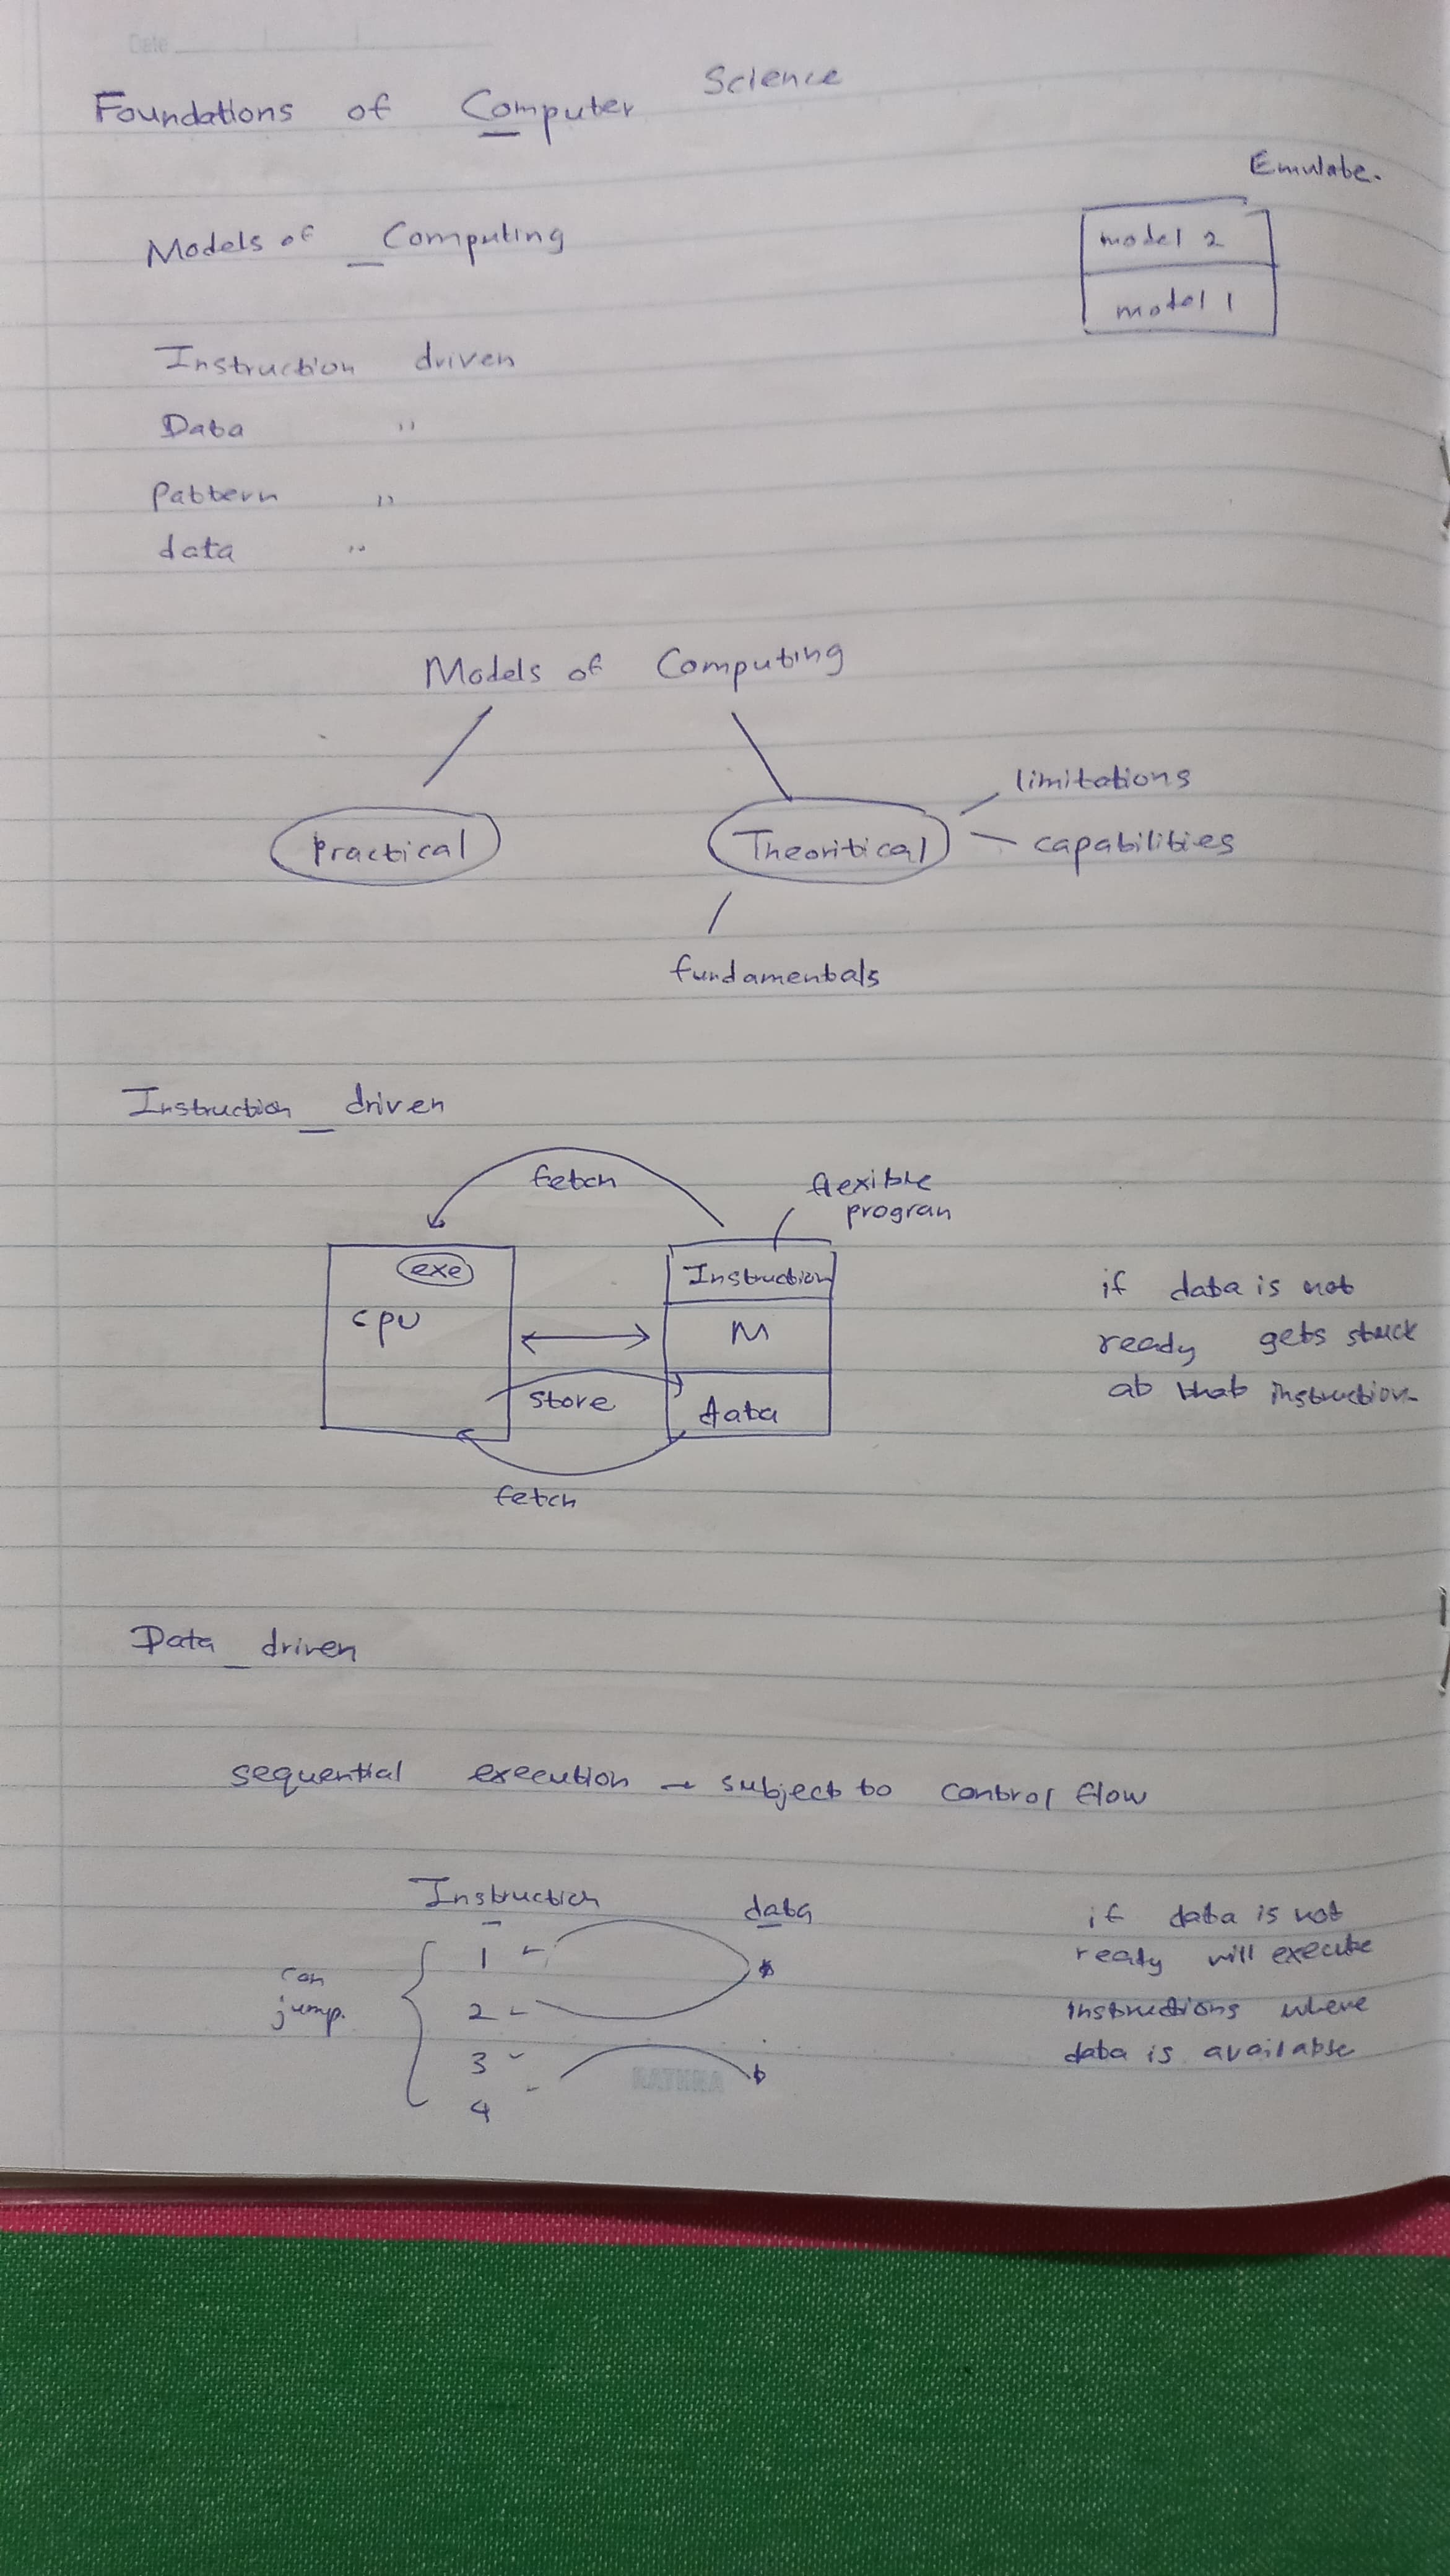 Date
Foundations of Computer Science
Emulate.
Models of Computing
model 2
model 1
Instruction driven
Data "
pattern "
data "
Models of Computing
limitations
Practical
Theoritical
capabilities
fundamentals
Instruction driven
fetch
flexible
progran
exe
Instruction
if data is not
cpu
M
ready gets stuck
store
data
at that instruction
fetch
Data driven
sequential execution → subject to control flow
Instruction
data
if data is not
1
ready will execute
can
jump.
2
instructions where
3
data is available
4
RATHNA